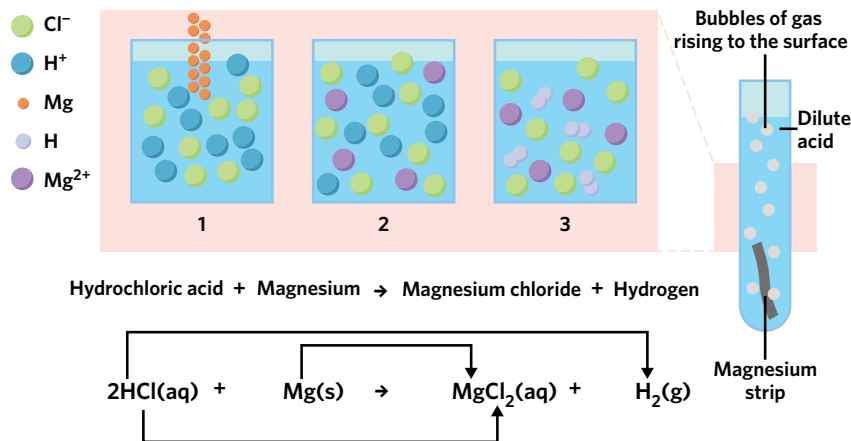 Cl⁻
H⁺
Mg
H
Mg²⁺
1
2
3
Bubbles of gas
rising to the surface
Dilute
acid
Magnesium
strip
Hydrochloric acid + Magnesium → Magnesium chloride + Hydrogen
2HCl(aq) + Mg(s) → MgCl₂(aq) + H₂(g)